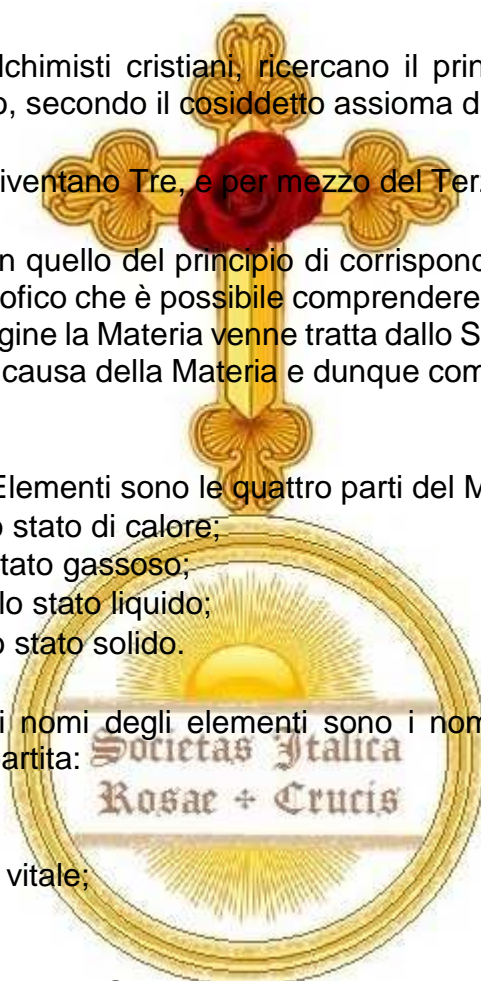 lchimisti cristiani, ricercano il prin
o, secondo il cosiddetto assioma d
iventano Tre, e per mezzo del Terz
n quello del principio di corrispond
ofico che è possibile comprendere
gine la Materia venne tratta dallo S
causa della Materia e dunque com
Elementi sono le quattro parti del M
o stato di calore;
tato gassoso;
lo stato liquido;
o stato solido.
i nomi degli elementi sono i nom
artita:
Societas Italica
Rosae + Crucis
vitale;